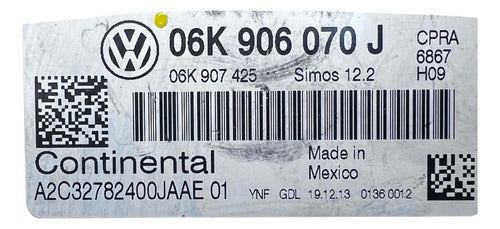 06K 906 070 J
CPRA
6867
H09
06K 907 425 Simos 12.2
Continental
Made in
Mexico
A2C32782400JAAE 01
YNF GDL 19.12.13 0136 0012